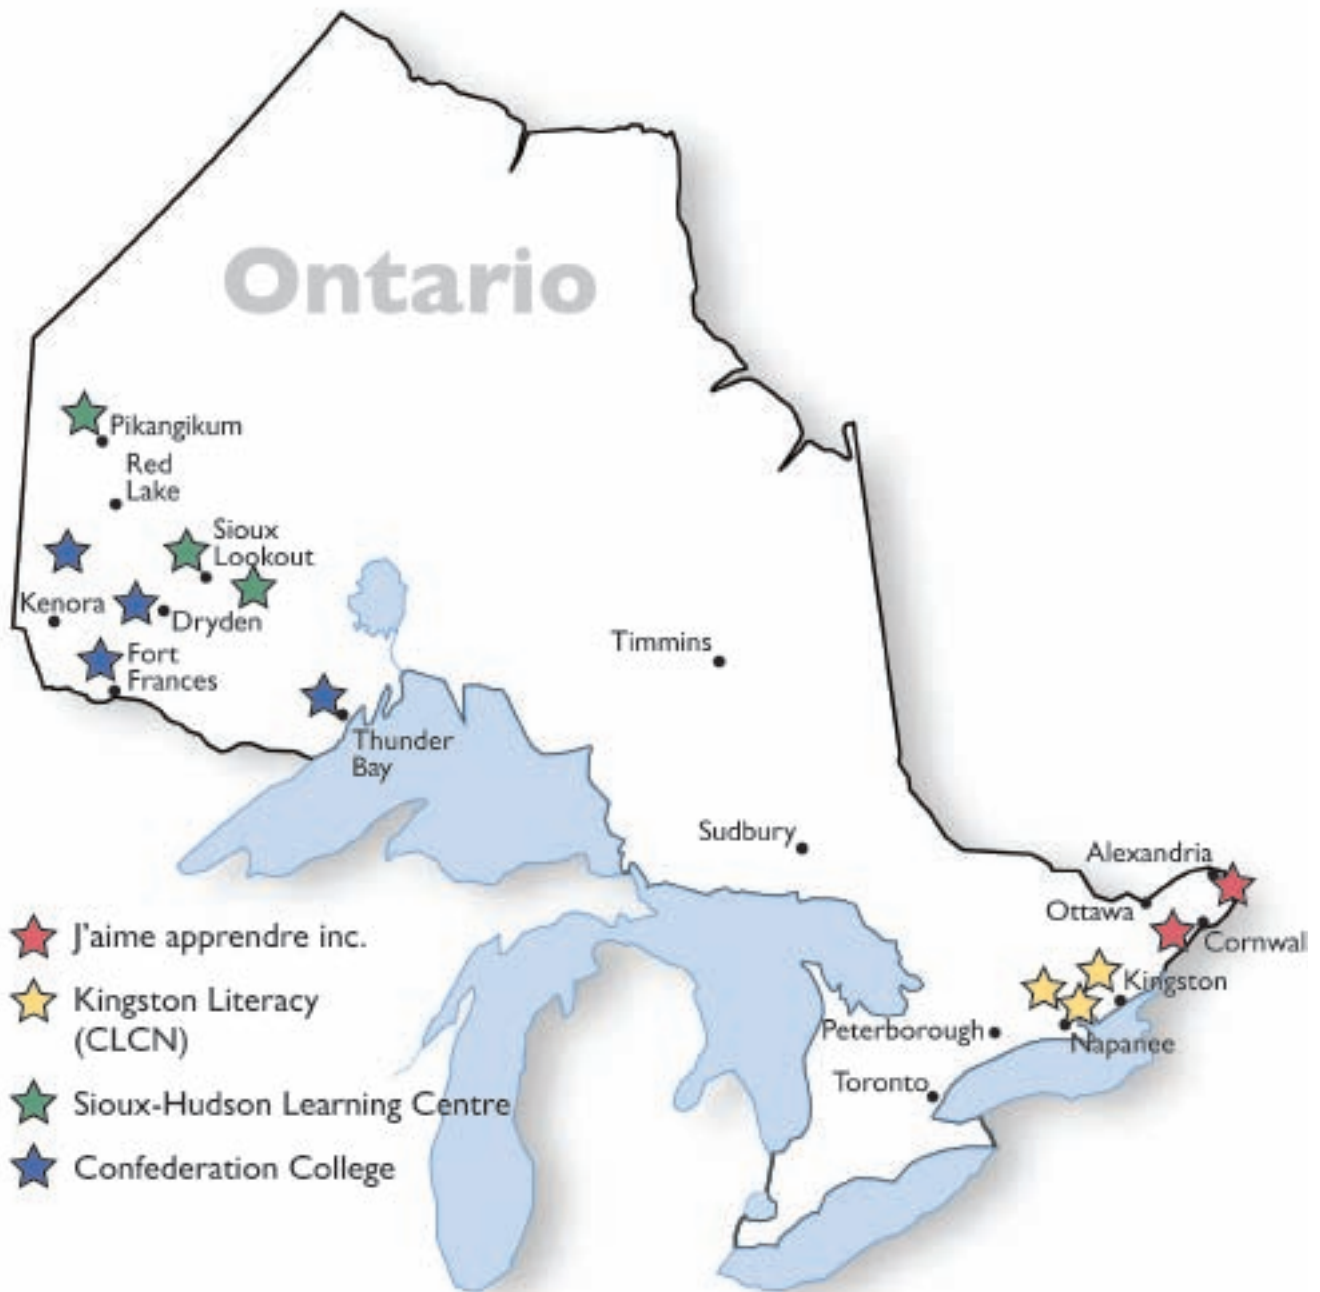 Ontario
Pikangikum
Red
Lake
Sioux
Lookout
Kenora
Dryden
Fort
Frances
Timmins
Thunder
Bay
Sudbury
Alexandria
Ottawa
Cornwal
J'aime apprendre inc.
Kingston
Kingston Literacy
(CLCN)
Peterborough
Napanee
Toronto
Sioux-Hudson Learning Centre
Confederation College